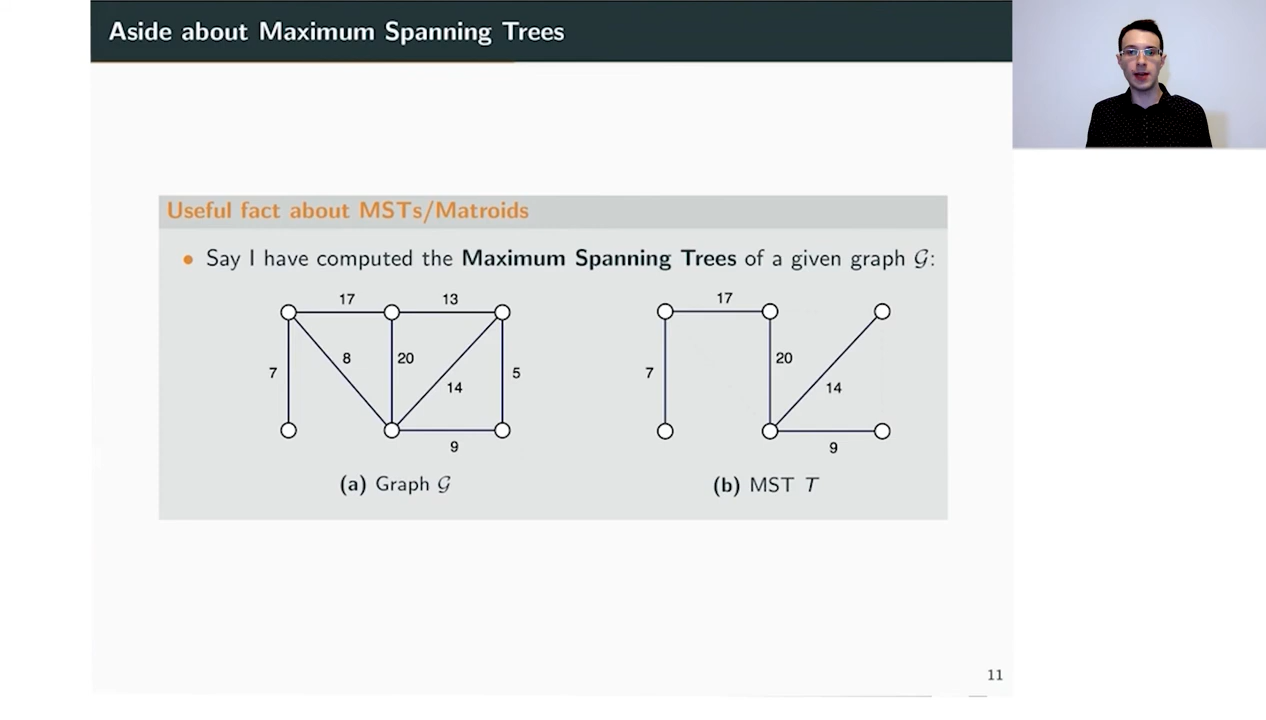 Aside about Maximum Spanning Trees
Useful fact about MSTs/Matroids
• Say I have computed the Maximum Spanning Trees of a given graph 𝒢:
17 13
8 20
7 14 5
9
(a) Graph 𝒢
17
20
7 14
9
(b) MST T
11